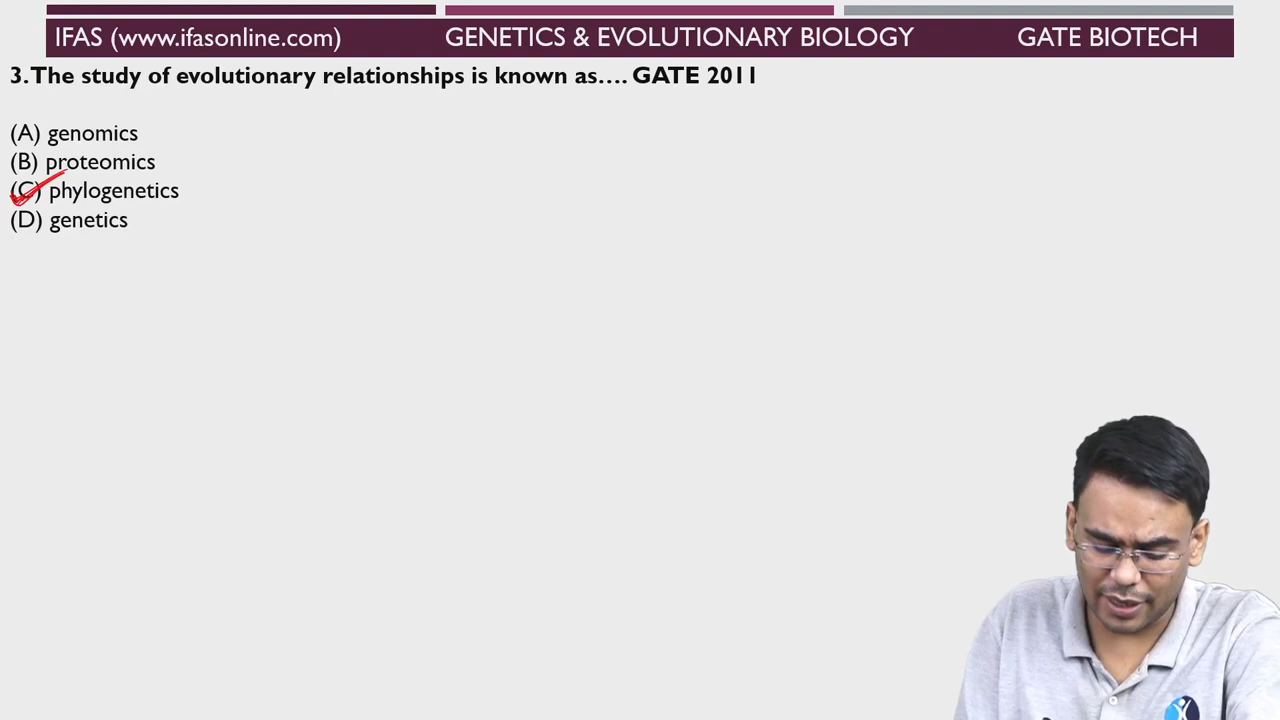 IFAS (www.ifasonline.com) GENETICS & EVOLUTIONARY BIOLOGY GATE BIOTECH
3. The study of evolutionary relationships is known as.... GATE 2011
(A) genomics
(B) proteomics
(C) phylogenetics
(D) genetics